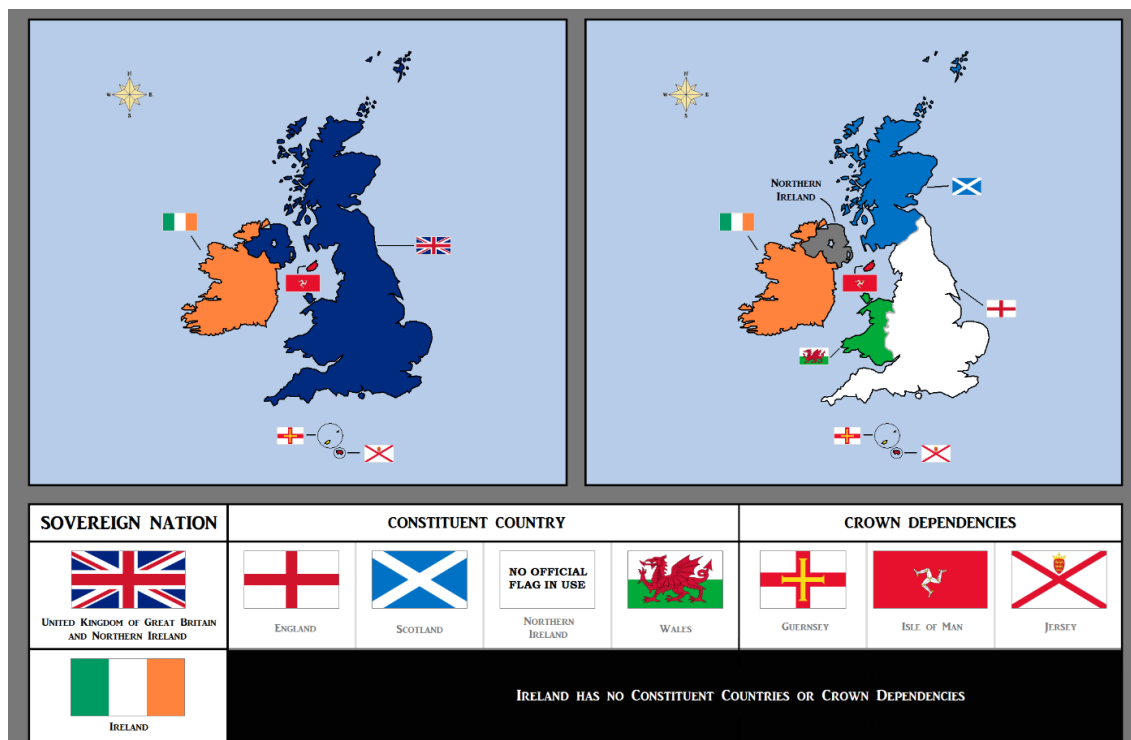 N
W E
S
N
W E
S
NORTHERN
IRELAND
SOVEREIGN NATION
CONSTITUENT COUNTRY
CROWN DEPENDENCIES
NO OFFICIAL
FLAG IN USE
UNITED KINGDOM OF GREAT BRITAIN
AND NORTHERN IRELAND
ENGLAND
SCOTLAND
NORTHERN
IRELAND
WALES
GUERNSEY
ISLE OF MAN
JERSEY
IRELAND
IRELAND HAS NO CONSTITUENT COUNTRIES OR CROWN DEPENDENCIES